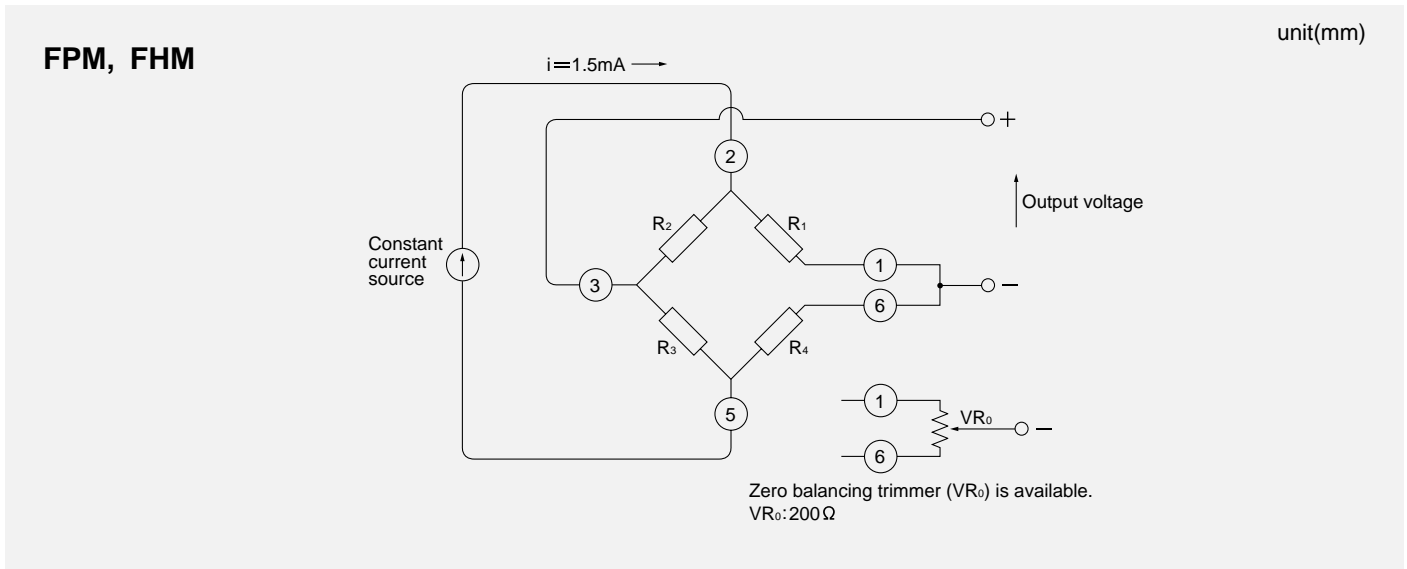 unit(mm)
FPM, FHM
i=1.5mA
+
2
Output voltage
R₂
R₁
Constant
current
source
1
3
−
6
R₃
R₄
1
5
VR₀
−
6
Zero balancing trimmer (VR₀) is available.
VR₀:200Ω